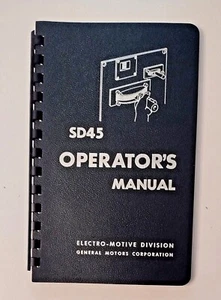 SD45
OPERATOR'S
MANUAL
ELECTRO-MOTIVE DIVISION
GENERAL MOTORS CORPORATION